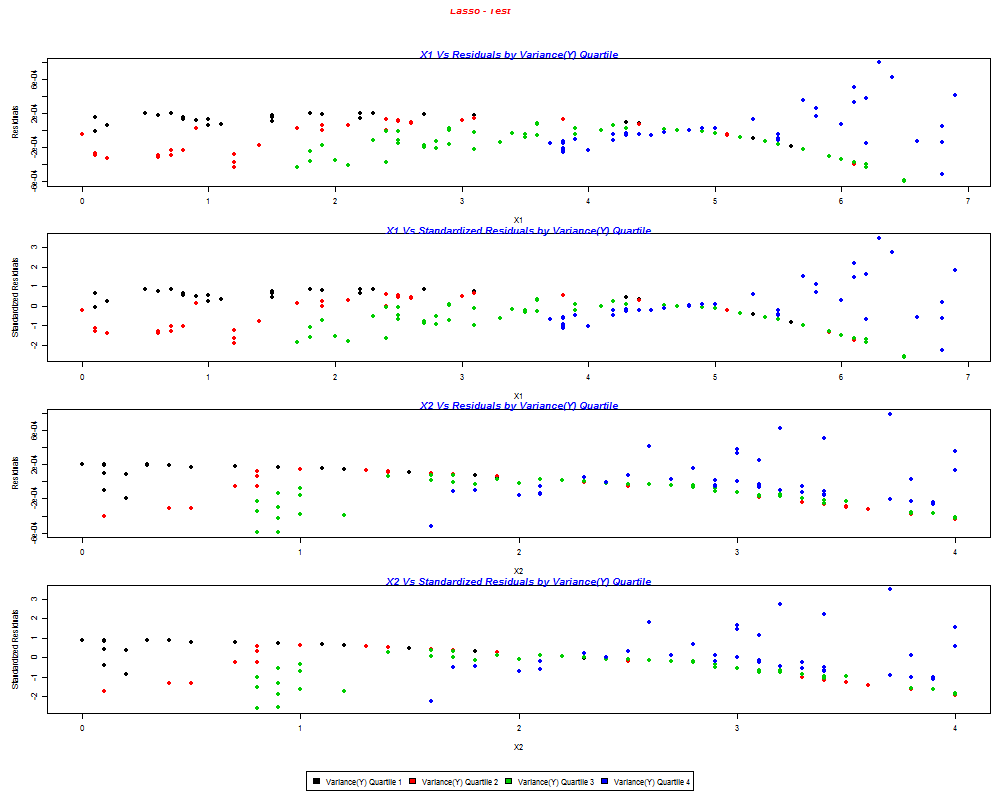 Lasso - Test
X1 Vs Residuals by Variance(Y) Quartile
Residuals
6e-04
2e-04
-2e-04
-6e-04
0 1 2 3 4 5 6 7
X1
X1 Vs Standardized Residuals by Variance(Y) Quartile
Standardized Residuals
3
2
1
0
-1
-2
0 1 2 3 4 5 6 7
X1
X2 Vs Residuals by Variance(Y) Quartile
Residuals
6e-04
2e-04
-2e-04
-6e-04
0 1 2 3 4
X2
X2 Vs Standardized Residuals by Variance(Y) Quartile
Standardized Residuals
3
2
1
0
-1
-2
0 1 2 3 4
X2
Variance(Y) Quartile 1 Variance(Y) Quartile 2 Variance(Y) Quartile 3 Variance(Y) Quartile 4